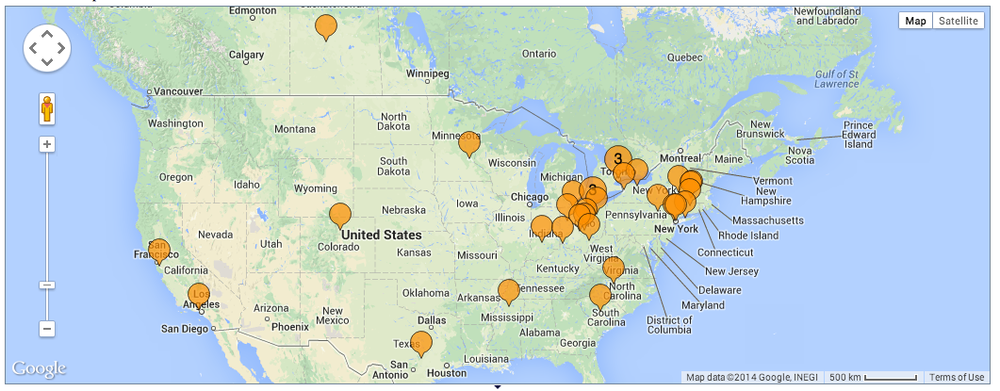 Edmonton
Calgary
Vancouver
Winnipeg
Ontario
Quebec
Newfoundland
and Labrador
Map
Satellite
Gulf of St
Lawrence
Washington
Montana
North
Dakota
Minnesota
Montreal
Maine
New
Brunswick
Prince
Edward
Island
Nova
Scotia
Oregon
Idaho
Wyoming
South
Dakota
Wisconsin
Michigan
3
3
New York
Vermont
New
Hampshire
Nevada
Utah
Colorado
Nebraska
Iowa
Chicago
Illinois
Indiana
Pennsylvania
New York
Massachusetts
Rhode Island
Connecticut
New Jersey
Delaware
Maryland
District of
Columbia
United States
San
Francisco
California
Kansas
Missouri
West
Virginia
Kentucky
Virginia
Los
Angeles
San Diego
Arizona
Phoenix
New
Mexico
Oklahoma
Arkansas
Tennessee
North
Carolina
South
Carolina
Mississippi
Alabama
Georgia
Dallas
Texas
San
Antonio
Houston
Louisiana
Google
Map data ©2014 Google, INEGI
500 km
Terms of Use